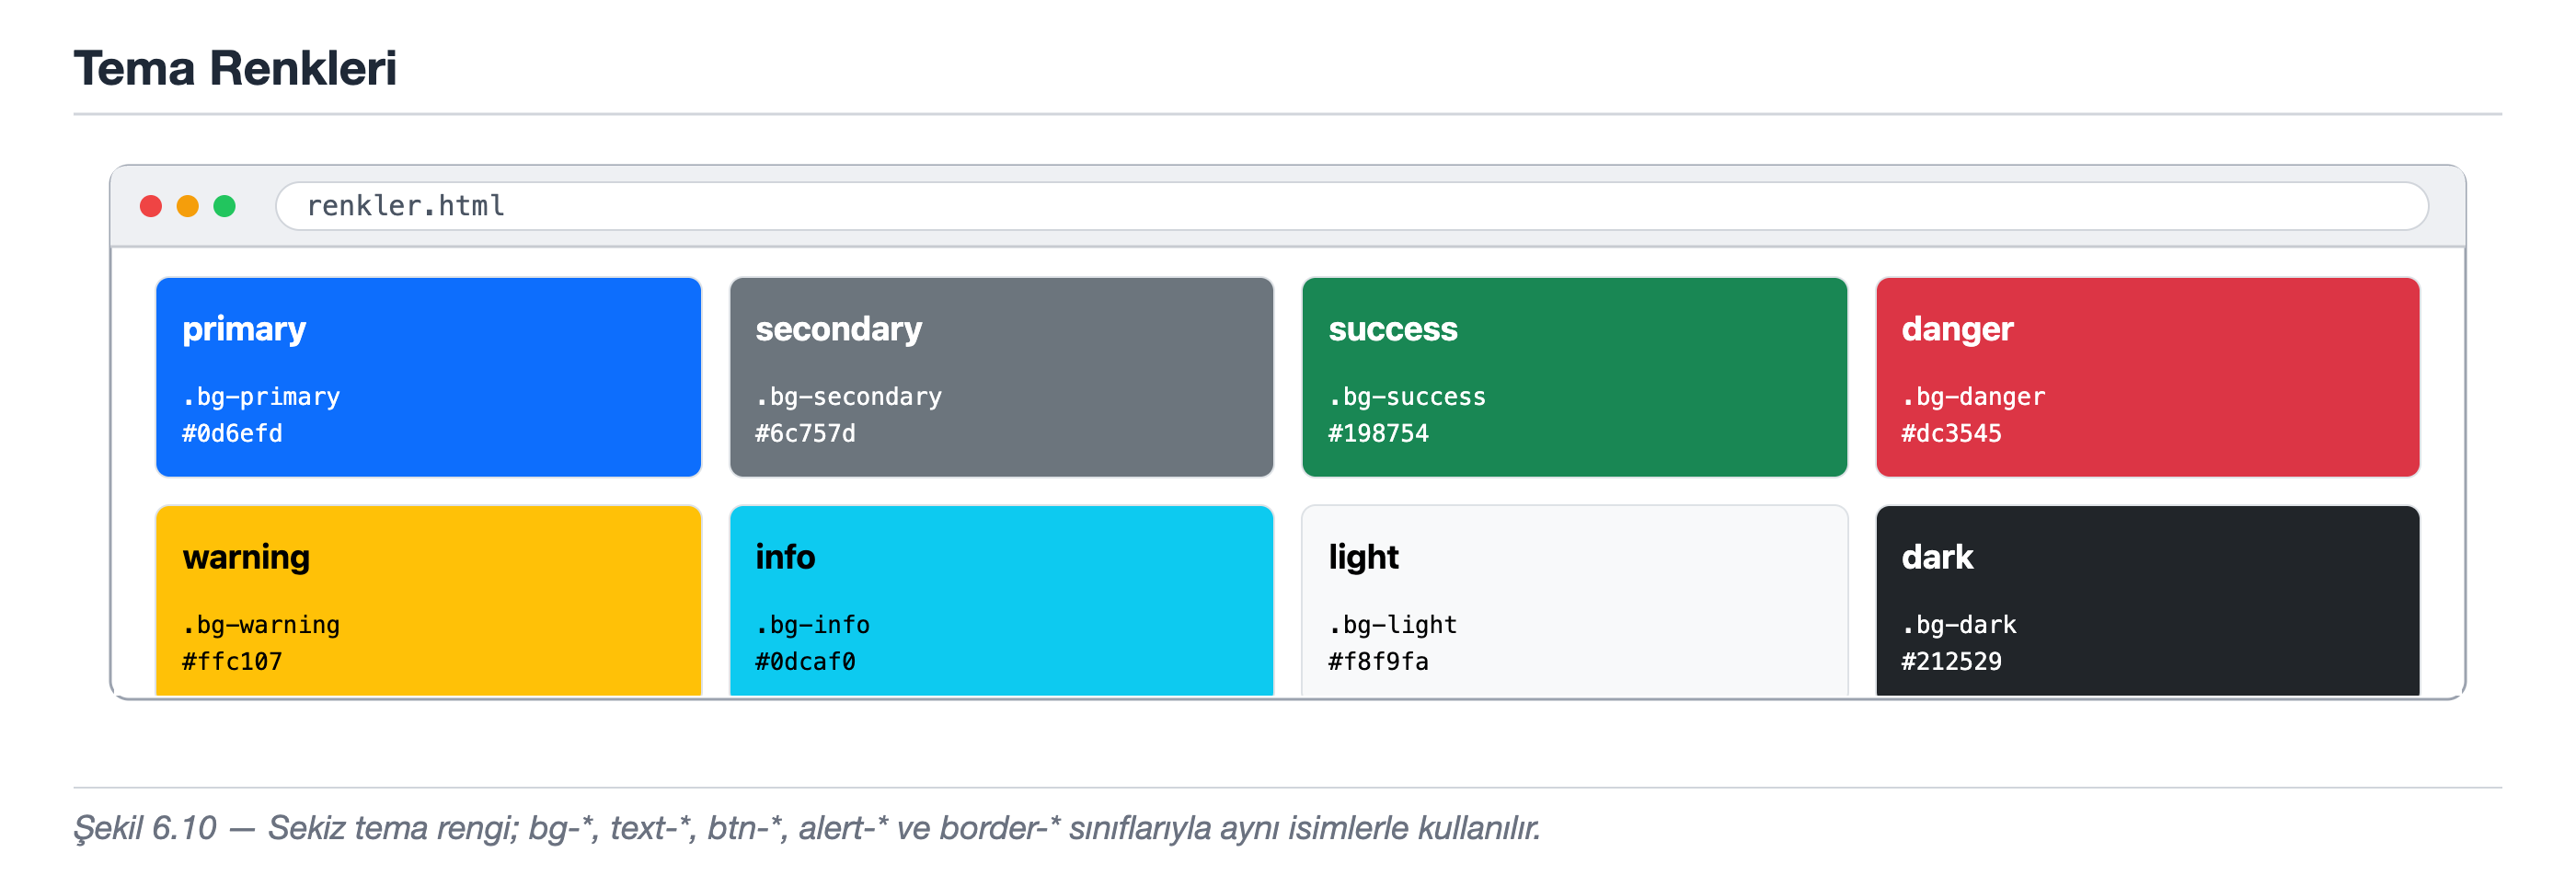 Tema Renkleri
renkler.html
primary
.bg-primary
#0d6efd
secondary
.bg-secondary
#6c757d
success
.bg-success
#198754
danger
.bg-danger
#dc3545
warning
.bg-warning
#ffc107
info
.bg-info
#0dcaf0
light
.bg-light
#f8f9fa
dark
.bg-dark
#212529
Şekil 6.10 — Sekiz tema rengi; bg-*, text-*, btn-*, alert-* ve border-* sınıflarıyla aynı isimlerle kullanılır.